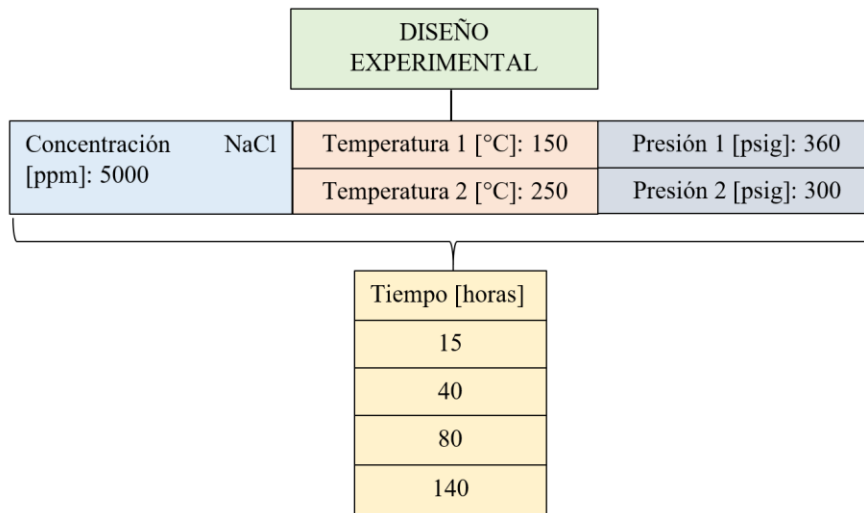 DISEÑO
EXPERIMENTAL
Concentración NaCl
[ppm]: 5000
Temperatura 1 [°C]: 150
Temperatura 2 [°C]: 250
Presión 1 [psig]: 360
Presión 2 [psig]: 300
Tiempo [horas]
15
40
80
140